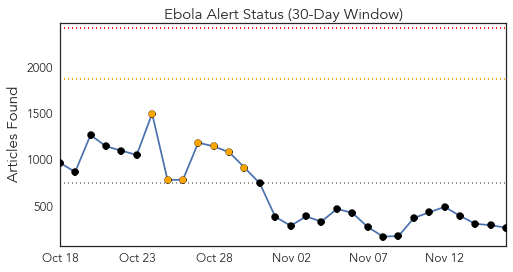 Ebola Alert Status (30-Day Window)
Articles Found
2000
1500
1000
500
Oct 18 Oct 23 Oct 28 Nov 02 Nov 07 Nov 12